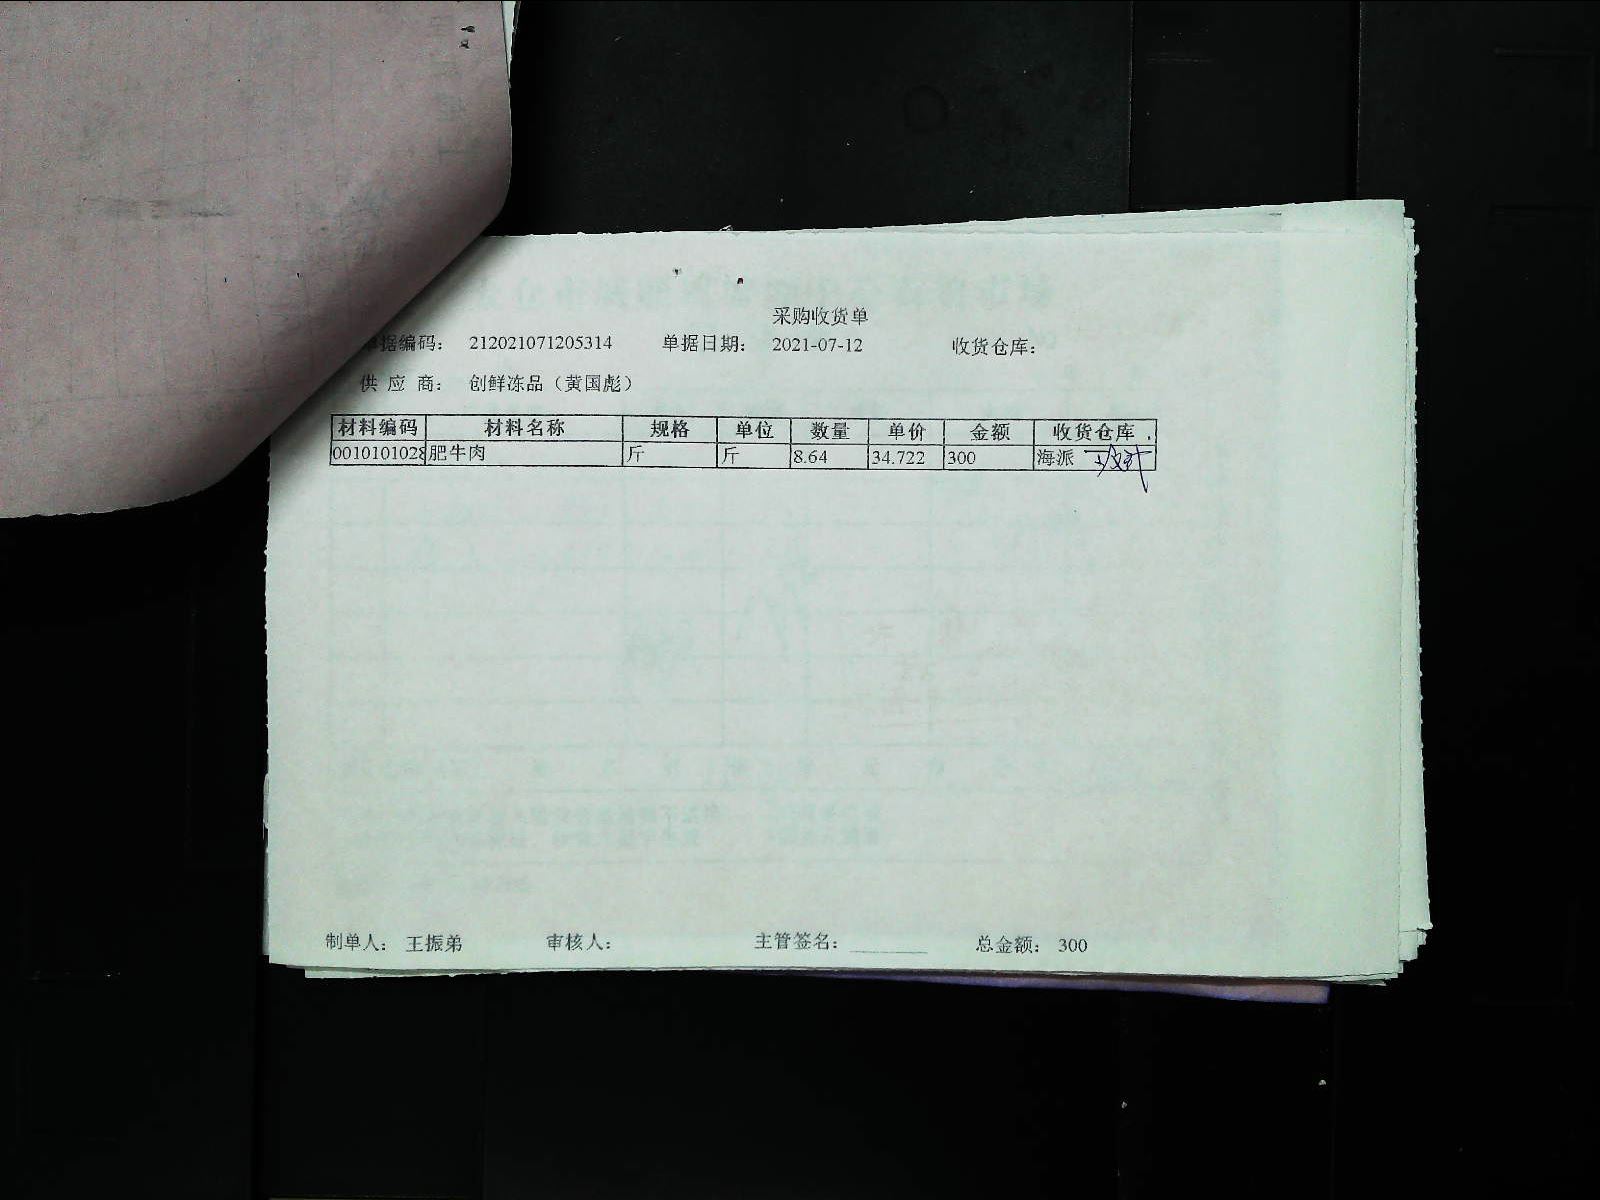 采购收货单
单据编码： 212021071205314 单据日期： 2021-07-12 收货仓库：
供 应 商： 创鲜冻品（黄国彪）
材料编码 材料名称 规格 单位 数量 单价 金额 收货仓库
0010101028 肥牛肉 斤 斤 8.64 34.722 300 海派
制单人： 王振弟 审核人： 主管签名： 总金额： 300